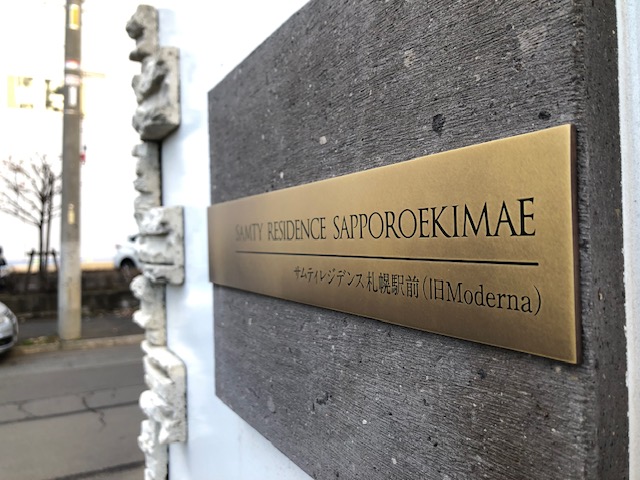 SAMTY RESIDENCE SAPPOROEKIMAE
サムティレジデンス札幌駅前(旧Moderna)